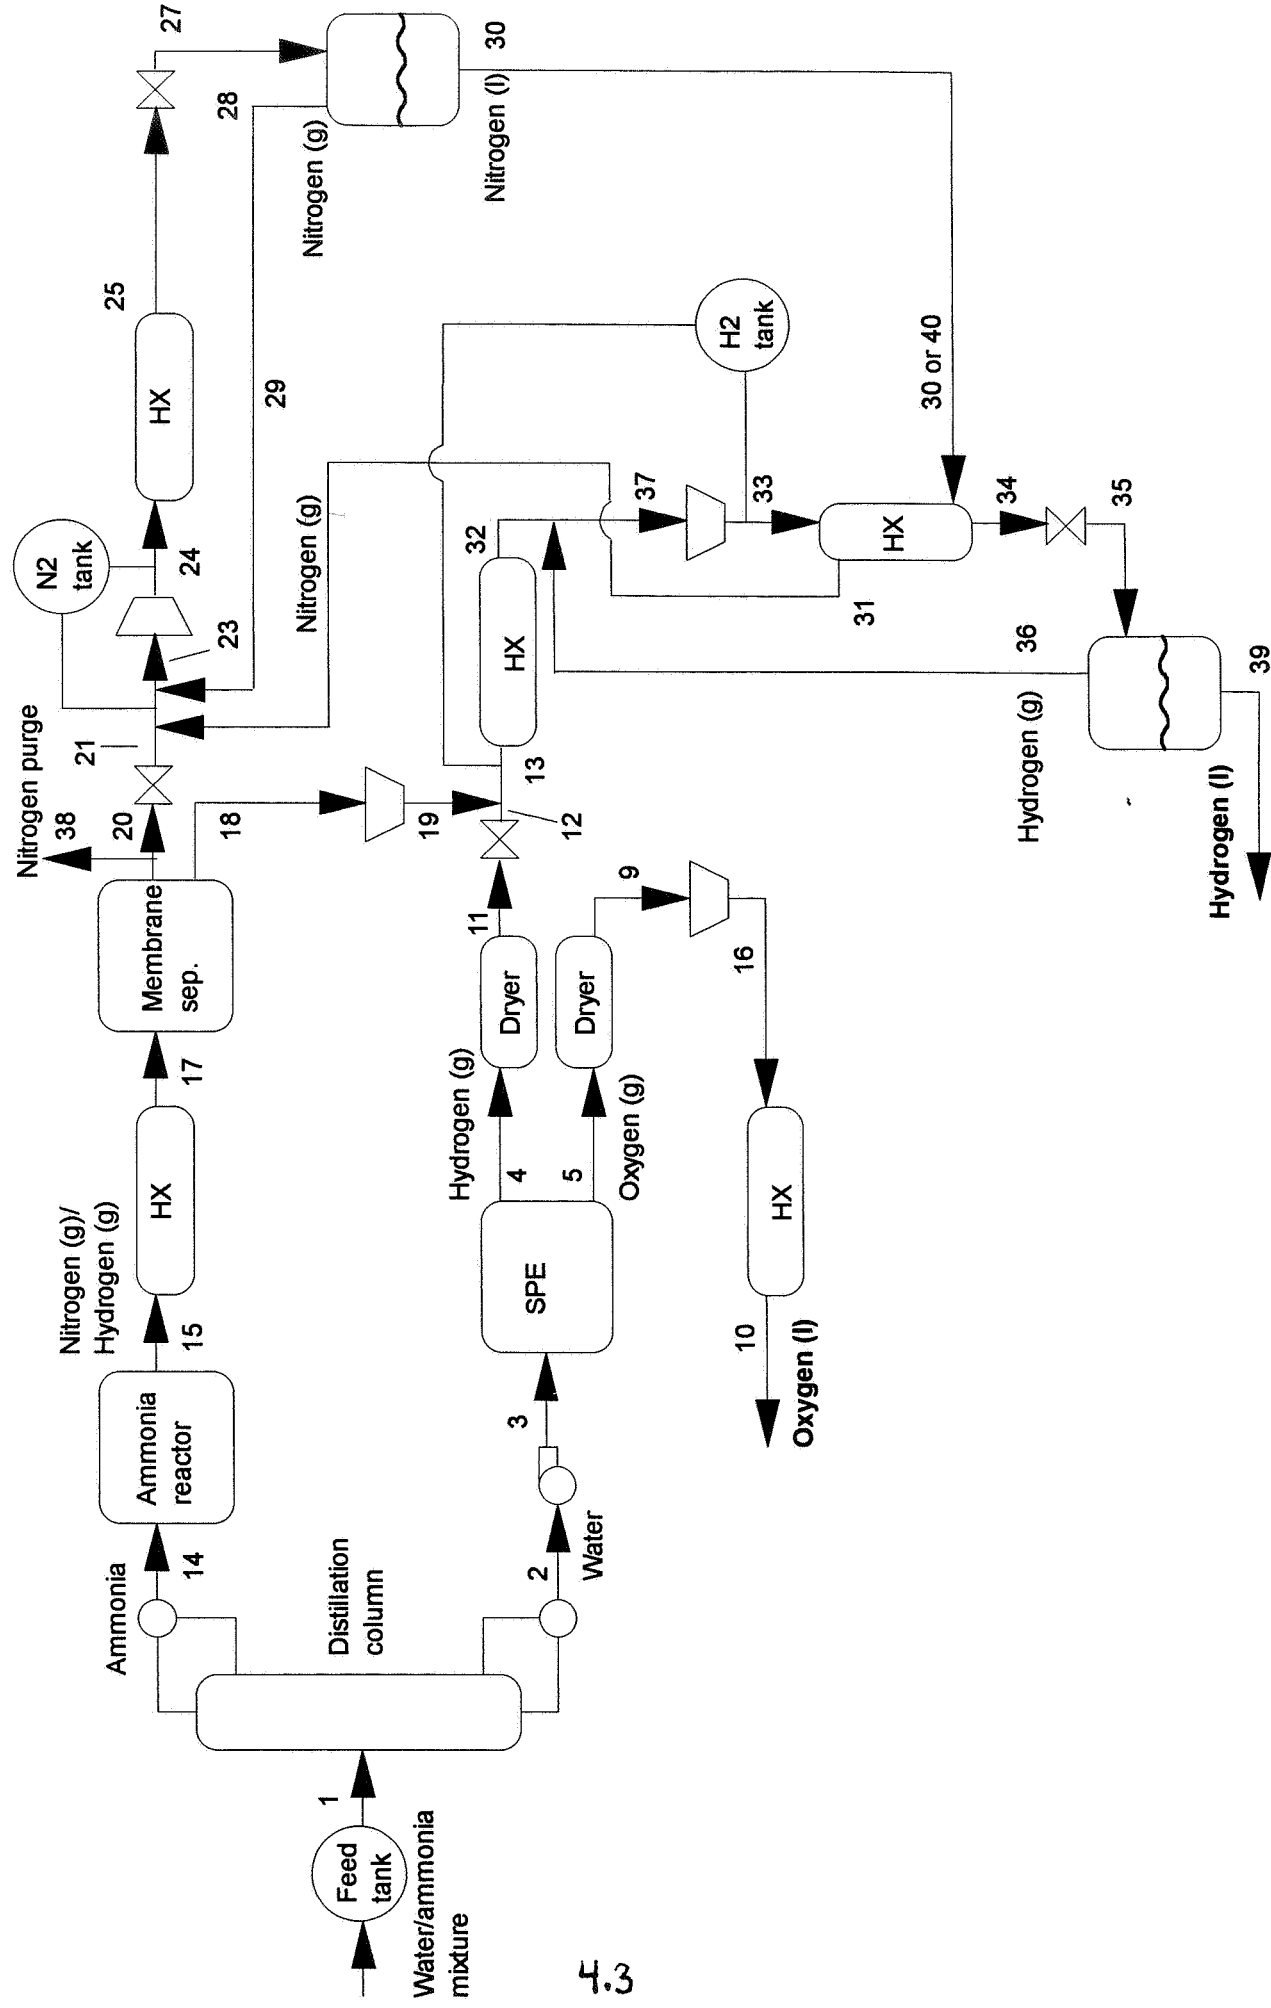 Feed
tank
Water/ammonia
mixture
1
Distillation
column
Ammonia
14
Ammonia
reactor
Nitrogen (g)/
Hydrogen (g)
15
HX
17
Membrane
sep.
Nitrogen purge
38
20
21
18
19
N2
tank
23
24
HX
25
27
28
29
Nitrogen (g)
Nitrogen (l)
30
Nitrogen (g)
2
Water
3
SPE
Hydrogen (g)
4
5
Oxygen (g)
Dryer
Dryer
11
9
12
13
16
HX
10
Oxygen (l)
HX
32
37
33
H2
tank
30 or 40
HX
31
34
35
36
Hydrogen (g)
39
Hydrogen (l)
4.3